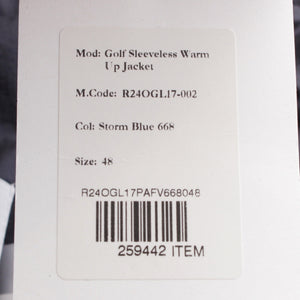 Mod: Golf Sleeveless Warm
Up Jacket
M.Code: R24OGL17-002
Col: Storm Blue 668
Size: 48
R24OGL17PAFV668048
259442 ITEM